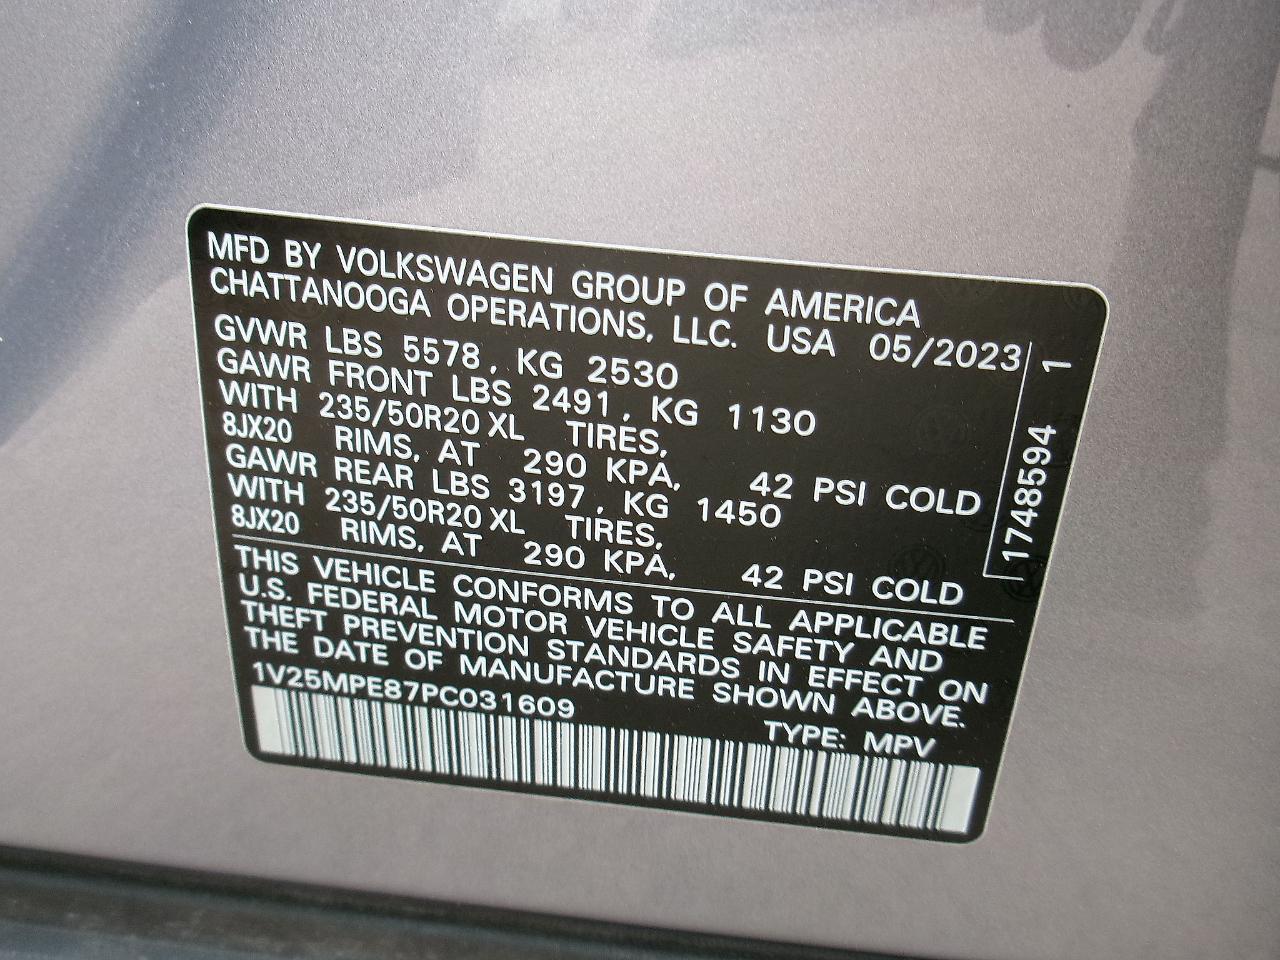 MFD BY VOLKSWAGEN GROUP OF AMERICA
CHATTANOOGA OPERATIONS, LLC. USA 05/2023
GVWR LBS 5578, KG 2530
GAWR FRONT LBS 2491, KG 1130
WITH 235/50R20 XL TIRES,
8JX20 RIMS, AT 290 KPA, 42 PSI COLD
GAWR REAR LBS 3197, KG 1450
WITH 235/50R20 XL TIRES,
8JX20 RIMS, AT 290 KPA, 42 PSI COLD
1748594 1
THIS VEHICLE CONFORMS TO ALL APPLICABLE
U.S. FEDERAL MOTOR VEHICLE SAFETY AND
THEFT PREVENTION STANDARDS IN EFFECT ON
THE DATE OF MANUFACTURE SHOWN ABOVE.
1V25MPE87PC031609
TYPE: MPV